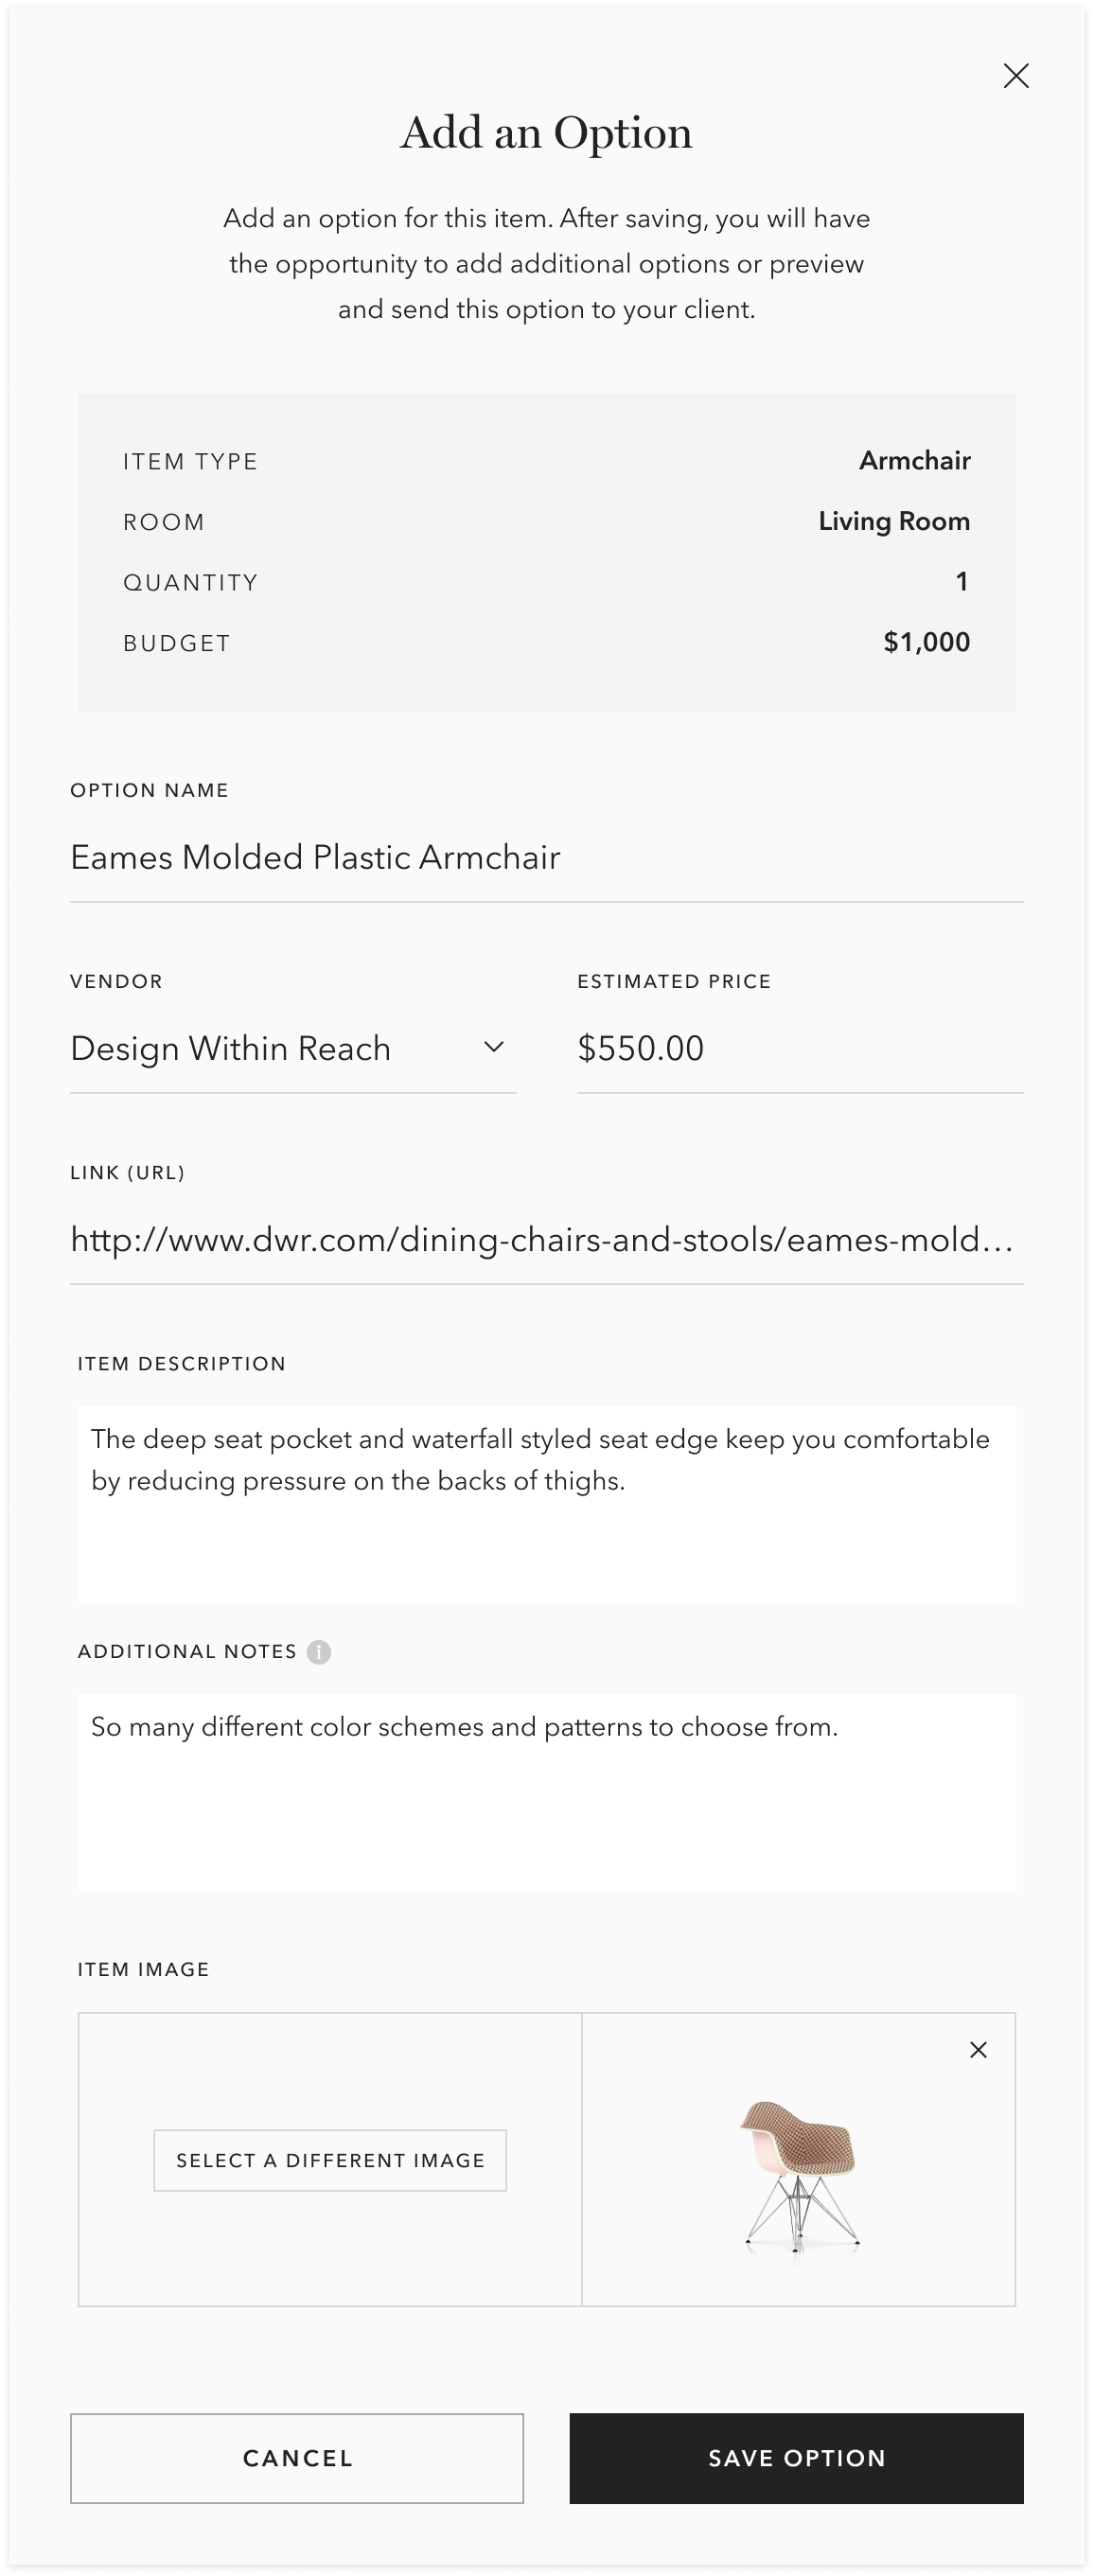 Add an Option
Add an option for this item. After saving, you will have
the opportunity to add additional options or preview
and send this option to your client.
ITEM TYPE Armchair
ROOM Living Room
QUANTITY 1
BUDGET $1,000
OPTION NAME
Eames Molded Plastic Armchair
VENDOR ESTIMATED PRICE
Design Within Reach $550.00
LINK (URL)
http://www.dwr.com/dining-chairs-and-stools/eames-mold...
ITEM DESCRIPTION
The deep seat pocket and waterfall styled seat edge keep you comfortable
by reducing pressure on the backs of thighs.
ADDITIONAL NOTES i
So many different color schemes and patterns to choose from.
ITEM IMAGE
SELECT A DIFFERENT IMAGE
CANCEL SAVE OPTION